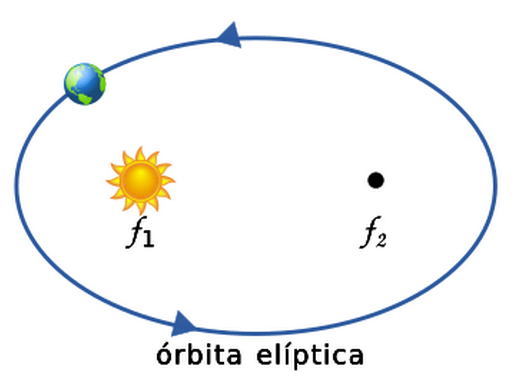 f₁
f₂
órbita elíptica